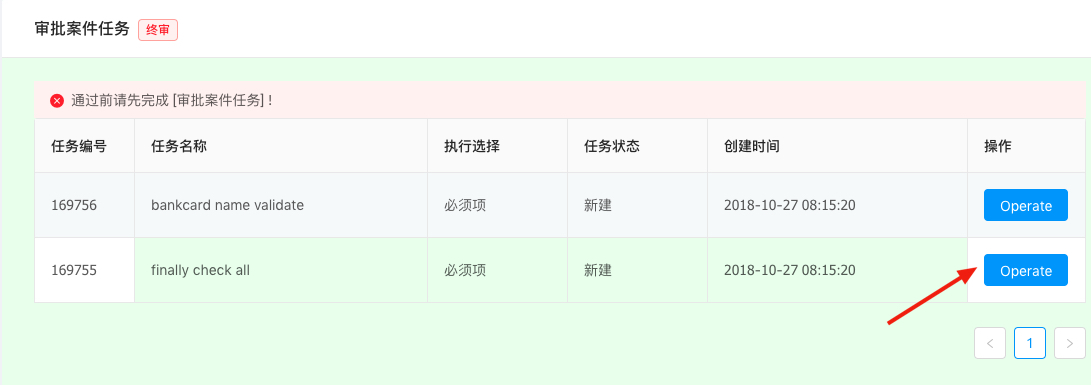 审批案件任务 终审
通过前请先完成 [审批案件任务] !
任务编号 任务名称 执行选择 任务状态 创建时间 操作
169756 bankcard name validate 必须项 新建 2018-10-27 08:15:20 Operate
169755 finally check all 必须项 新建 2018-10-27 08:15:20 Operate
< 1 >